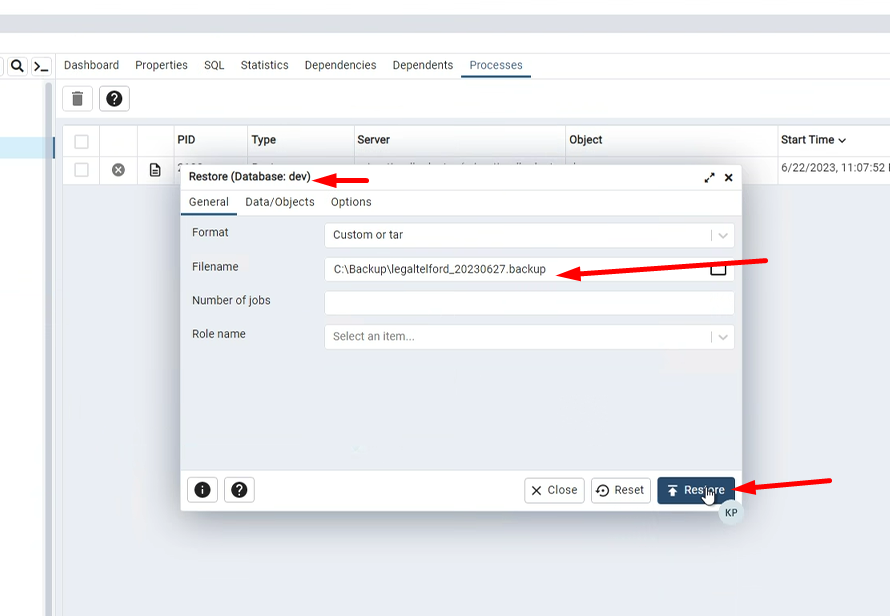 Dashboard Properties SQL Statistics Dependencies Dependents Processes
PID Type Server Object Start Time
6/22/2023, 11:07:52
Restore (Database: dev)
General Data/Objects Options
Format Custom or tar
Filename C:\Backup\legaltelford_20230627.backup
Number of jobs
Role name Select an item...
Close Reset Restore
KP